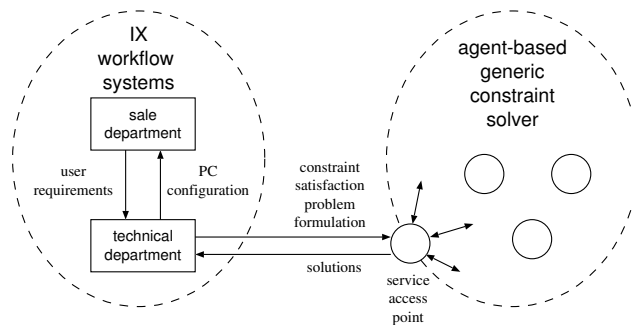 IX
workflow
systems
sale
department
user
requirements
PC
configuration
technical
department
constraint
satisfaction
problem
formulation
solutions
agent-based
generic
constraint
solver
service
access
point